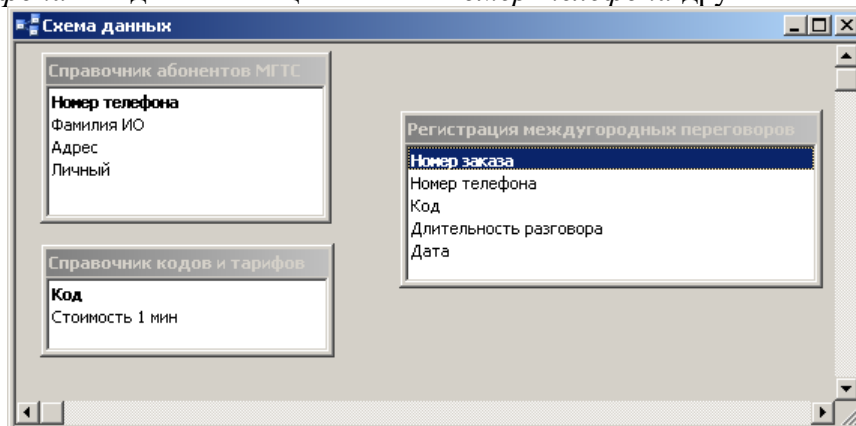 Схема данных
Справочник абонентов МГТС
Номер телефона
Фамилия ИО
Адрес
Личный
Справочник кодов и тарифов
Код
Стоимость 1 мин
Регистрация междугородных переговоров
Номер заказа
Номер телефона
Код
Длительность разговора
Дата